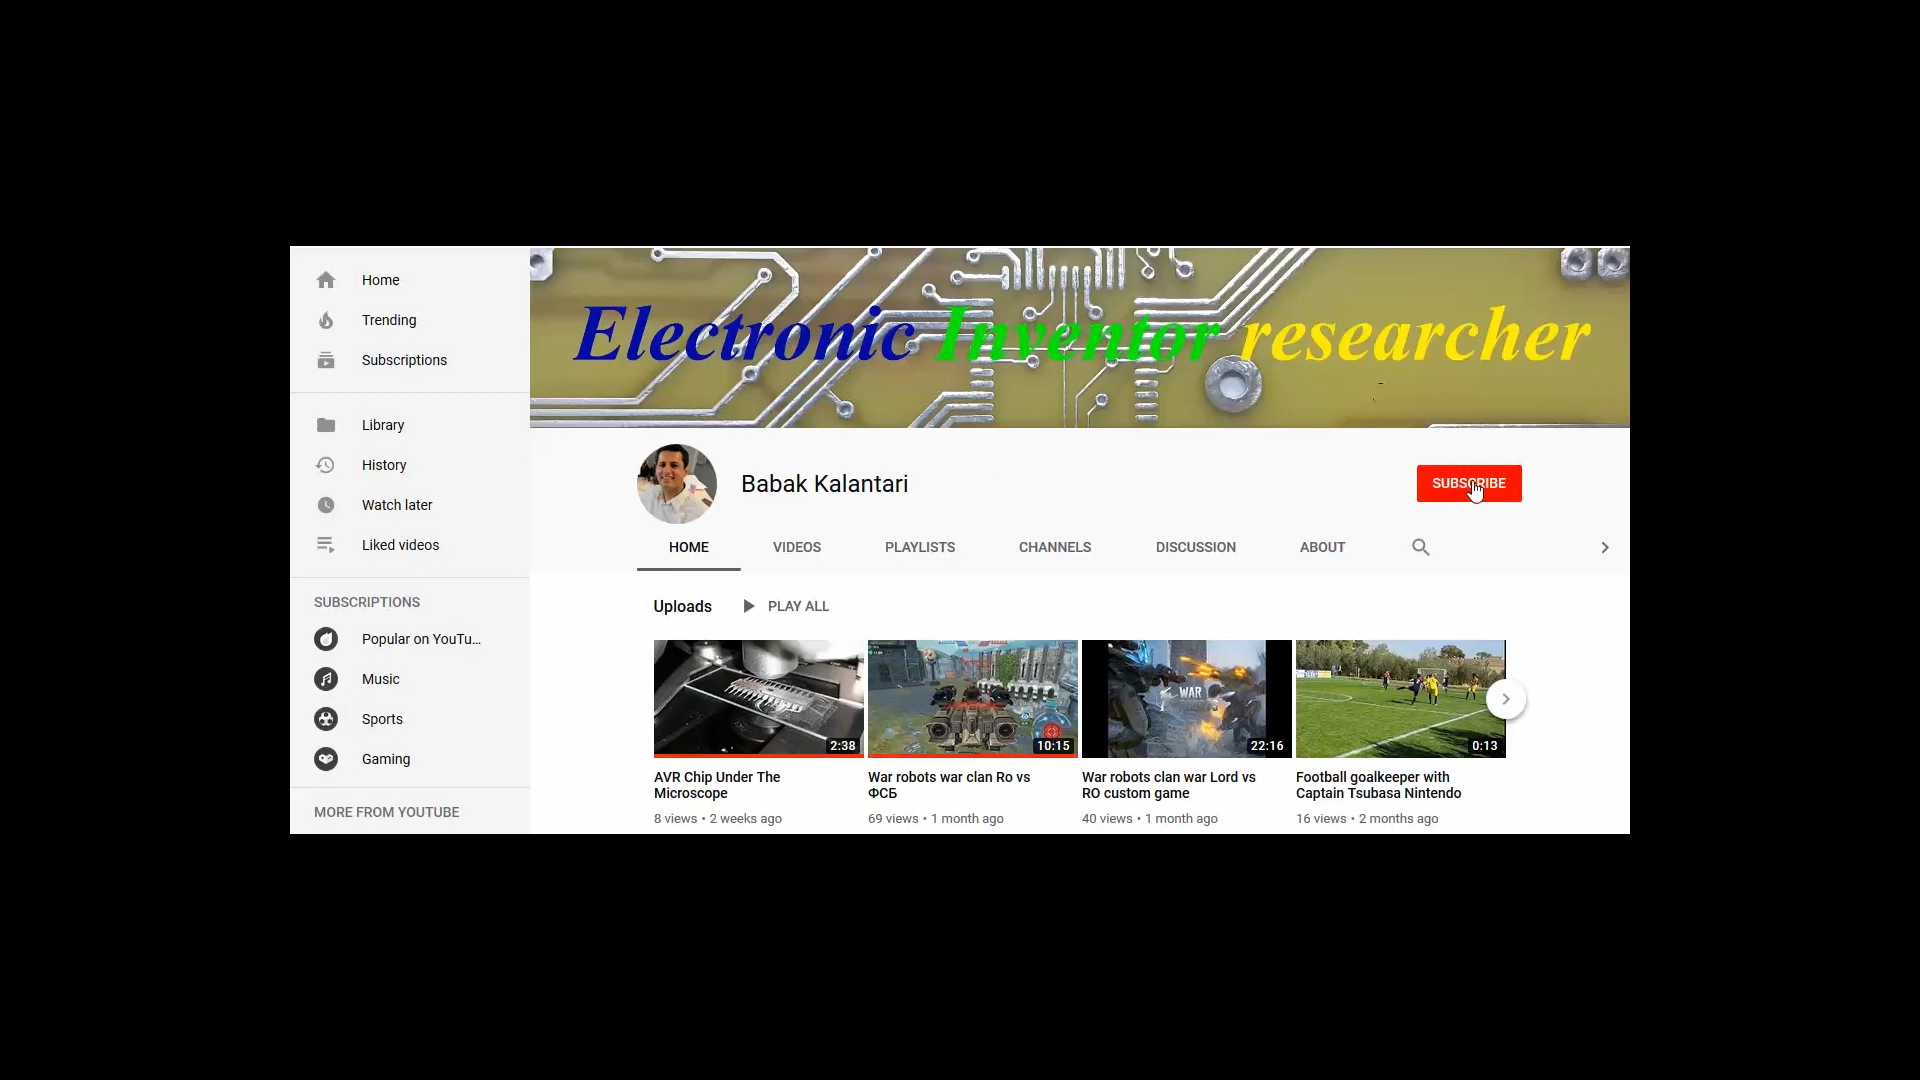 Home
Trending
Subscriptions
Library
History
Watch later
Liked videos
SUBSCRIPTIONS
Popular on YouTu...
Music
Sports
Gaming
MORE FROM YOUTUBE
Electronic Inventor researcher
Babak Kalantari
SUBSCRIBE
HOME VIDEOS PLAYLISTS CHANNELS DISCUSSION ABOUT
Uploads PLAY ALL
2:38
10:15
WAR
22:16
0:13
AVR Chip Under The
Microscope
8 views • 2 weeks ago
War robots war clan Ro vs
ФСБ
69 views • 1 month ago
War robots clan war Lord vs
RO custom game
40 views • 1 month ago
Football goalkeeper with
Captain Tsubasa Nintendo
16 views • 2 months ago